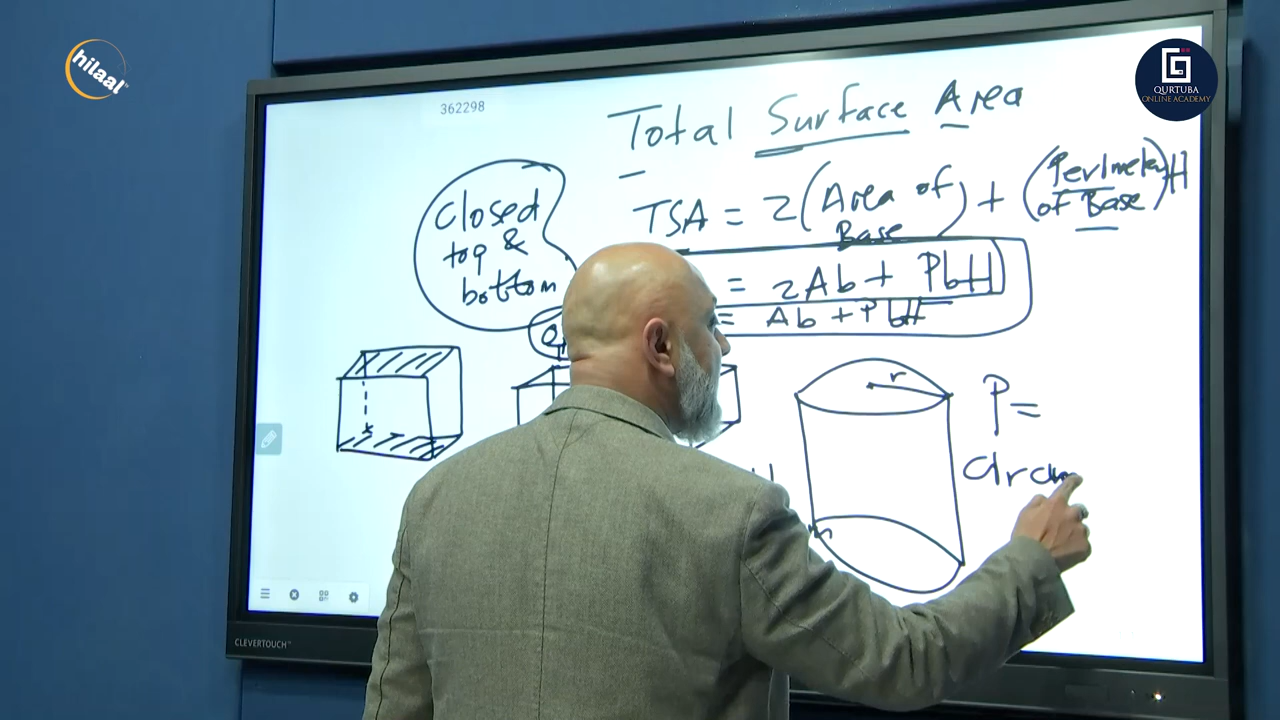 hilaal
QURTUBA
ONLINE ACADEMY
362298
Total Surface Area
TSA = 2(Area of Base) + (Perimeter of Base)H
= 2Ab + PbH
= Ab + PbH
closed
top &
bottom
r
P =
CLEVERTOUCH